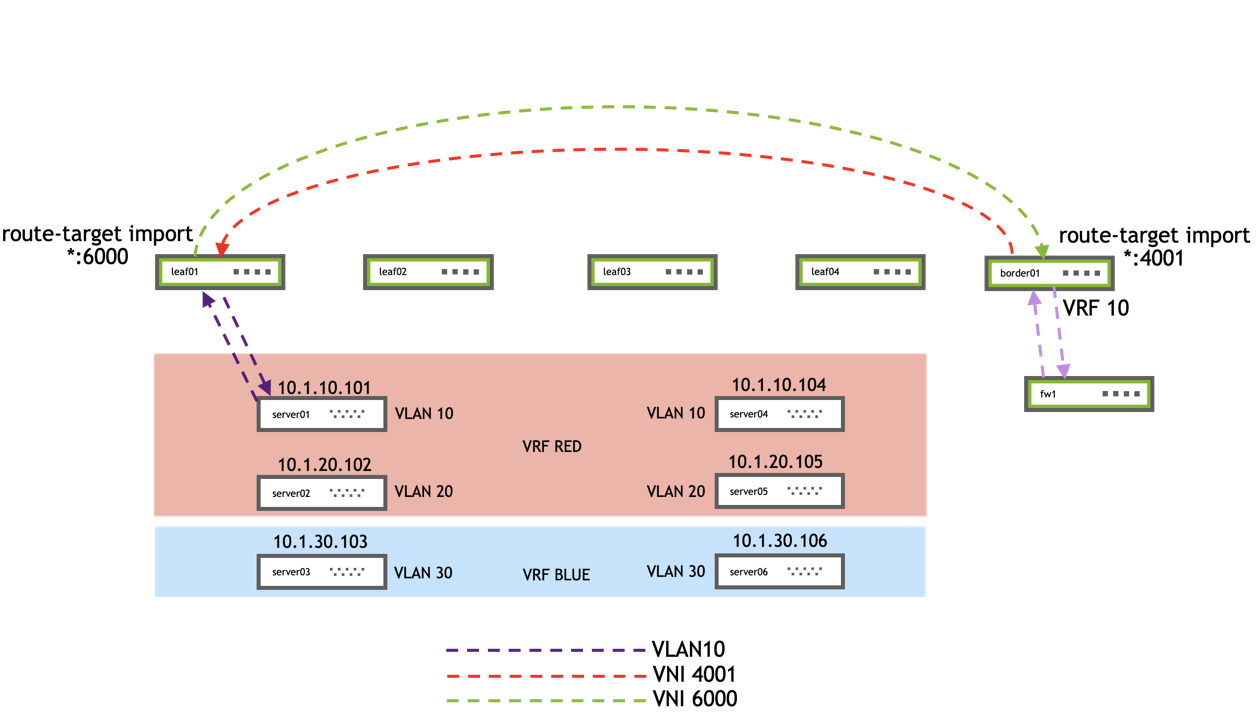 route-target import
*:6000
route-target import
*:4001
leaf01
leaf02
leaf03
leaf04
border01
VRF 10
fw1
10.1.10.101
server01
VLAN 10
10.1.10.104
VLAN 10
server04
VRF RED
10.1.20.102
server02
VLAN 20
10.1.20.105
VLAN 20
server05
10.1.30.103
server03
VLAN 30
VRF BLUE
10.1.30.106
VLAN 30
server06
VLAN10
VNI 4001
VNI 6000